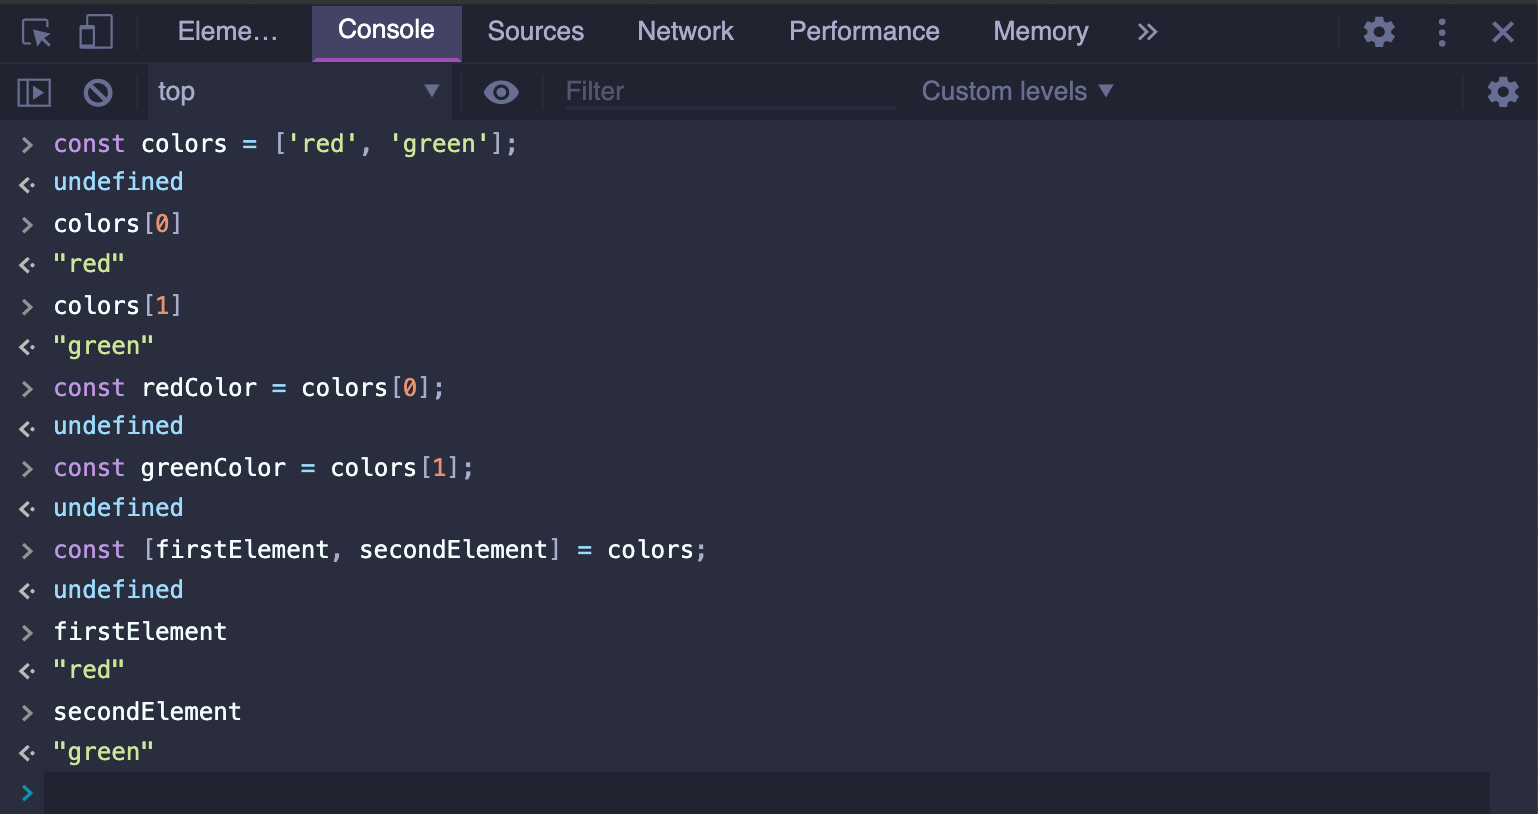 Eleme… Console Sources Network Performance Memory
top Filter Custom levels
const colors = ['red', 'green'];
undefined
colors[0]
"red"
colors[1]
"green"
const redColor = colors[0];
undefined
const greenColor = colors[1];
undefined
const [firstElement, secondElement] = colors;
undefined
firstElement
"red"
secondElement
"green"